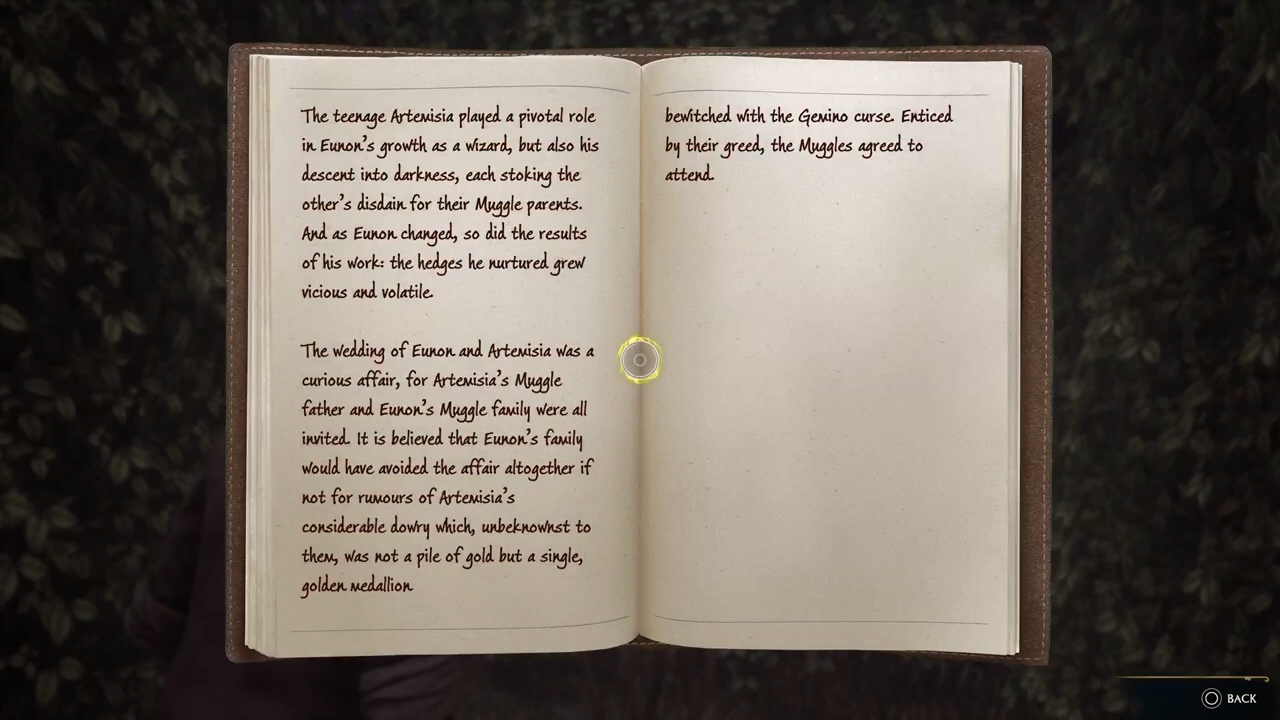 The teenage Artemisia played a pivotal role
in Eunon's growth as a wizard, but also his
descent into darkness, each stoking the
other's disdain for their Muggle parents.
And as Eunon changed, so did the results
of his work: the hedges he nurtured grew
vicious and volatile.
The wedding of Eunon and Artemisia was a
curious affair, for Artemisia's Muggle
father and Eunon's Muggle family were all
invited. It is believed that Eunon's family
would have avoided the affair altogether if
not for rumours of Artemisia's
considerable dowry which, unbeknownst to
them, was not a pile of gold but a single,
golden medallion
bewitched with the Gemino curse. Enticed
by their greed, the Muggles agreed to
attend.
BACK